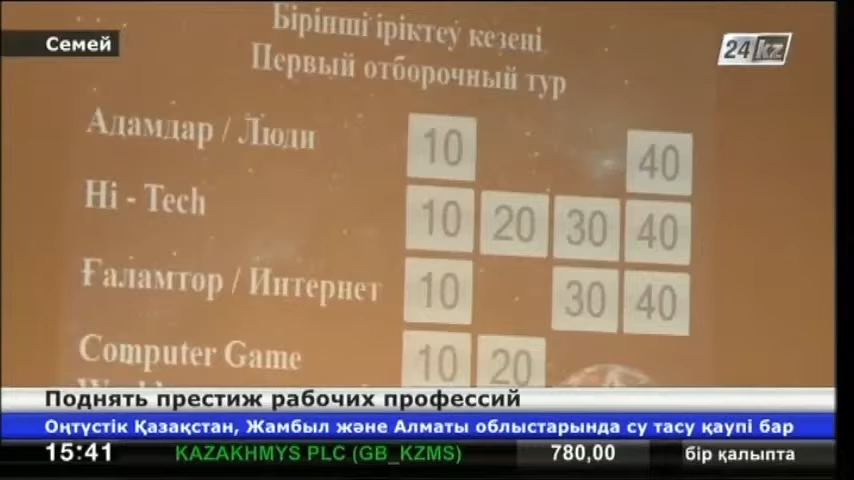 Семей
Бірінші іріктеу кезеңі
Первый отборочный тур
24 kz
Адамдар / Люди 10 40
Hi - Tech 10 20 30 40
Ғаламтор / Интернет 10 30 40
Computer Game 10 20
Поднять престиж рабочих профессий
Оңтүстік Қазақстан, Жамбыл және Алматы облыстарында су тасу қаупі бар
15:41 KAZAKHMYS PLC (GB_KZMS) 780,00 бір қалыпта